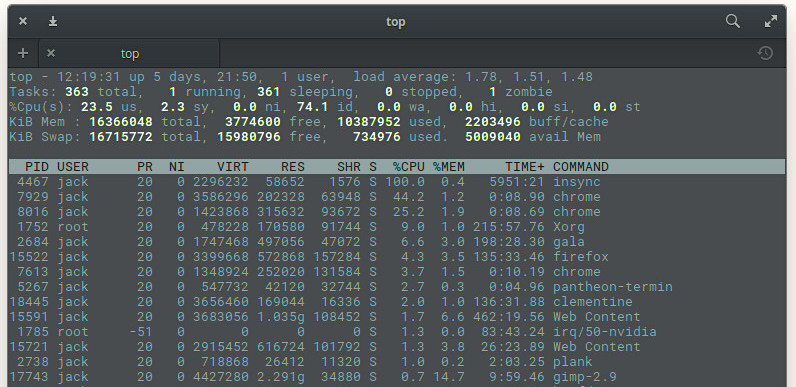 top
top
top - 12:19:31 up 5 days, 21:50, 1 user, load average: 1.78, 1.51, 1.48
Tasks: 363 total, 1 running, 361 sleeping, 0 stopped, 1 zombie
%Cpu(s): 23.5 us, 2.3 sy, 0.0 ni, 74.1 id, 0.0 wa, 0.0 hi, 0.0 si, 0.0 st
KiB Mem : 16366048 total, 3774600 free, 10387952 used, 2203496 buff/cache
KiB Swap: 16715772 total, 15980796 free, 734976 used. 5009040 avail Mem
PID USER PR NI VIRT RES SHR S %CPU %MEM TIME+ COMMAND
4467 jack 20 0 2296232 58652 1576 S 100.0 0.4 5951:21 insync
7929 jack 20 0 3586296 202328 63948 S 44.2 1.2 0:08.90 chrome
8016 jack 20 0 1423868 315632 93672 S 25.2 1.9 0:08.69 chrome
1752 root 20 0 478228 170580 91744 S 9.0 1.0 215:57.76 Xorg
2684 jack 20 0 1747468 497056 47072 S 6.6 3.0 198:28.30 gala
15522 jack 20 0 3399668 572868 157284 S 4.3 3.5 135:33.46 firefox
7613 jack 20 0 1348924 252020 131584 S 3.7 1.5 0:10.19 chrome
5267 jack 20 0 547732 42120 32744 S 2.7 0.3 0:04.96 pantheon-termin
18445 jack 20 0 3656460 169044 16336 S 2.0 1.0 136:31.88 clementine
15591 jack 20 0 3683056 1.035g 108452 S 1.7 6.6 462:19.56 Web Content
1785 root -51 0 0 0 0 S 1.3 0.0 83:43.24 irq/50-nvidia
15721 jack 20 0 2915452 616724 101792 S 1.3 3.8 26:23.89 Web Content
2738 jack 20 0 718868 26412 11320 S 1.0 0.2 2:03.25 plank
17743 jack 20 0 4427280 2.291g 34880 S 0.7 14.7 9:59.46 gimp-2.9